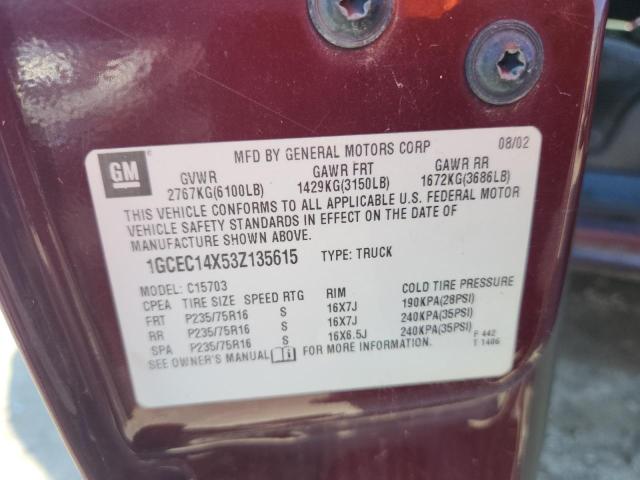 MFD BY GENERAL MOTORS CORP 08/02
GM
GVWR GAWR FRT GAWR RR
2767KG(6100LB) 1429KG(3150LB) 1672KG(3686LB)
THIS VEHICLE CONFORMS TO ALL APPLICABLE U.S. FEDERAL MOTOR
VEHICLE SAFETY STANDARDS IN EFFECT ON THE DATE OF
MANUFACTURE SHOWN ABOVE.
1GCEC14X53Z135615 TYPE: TRUCK
MODEL: C15703
CPEA TIRE SIZE SPEED RTG RIM COLD TIRE PRESSURE
FRT P235/75R16 S 16X7J 190KPA(28PSI)
RR P235/75R16 S 16X7J 240KPA(35PSI)
SPA P235/75R16 S 16X6.5J 240KPA(35PSI)
SEE OWNER'S MANUAL FOR MORE INFORMATION.
F 442
T 1406